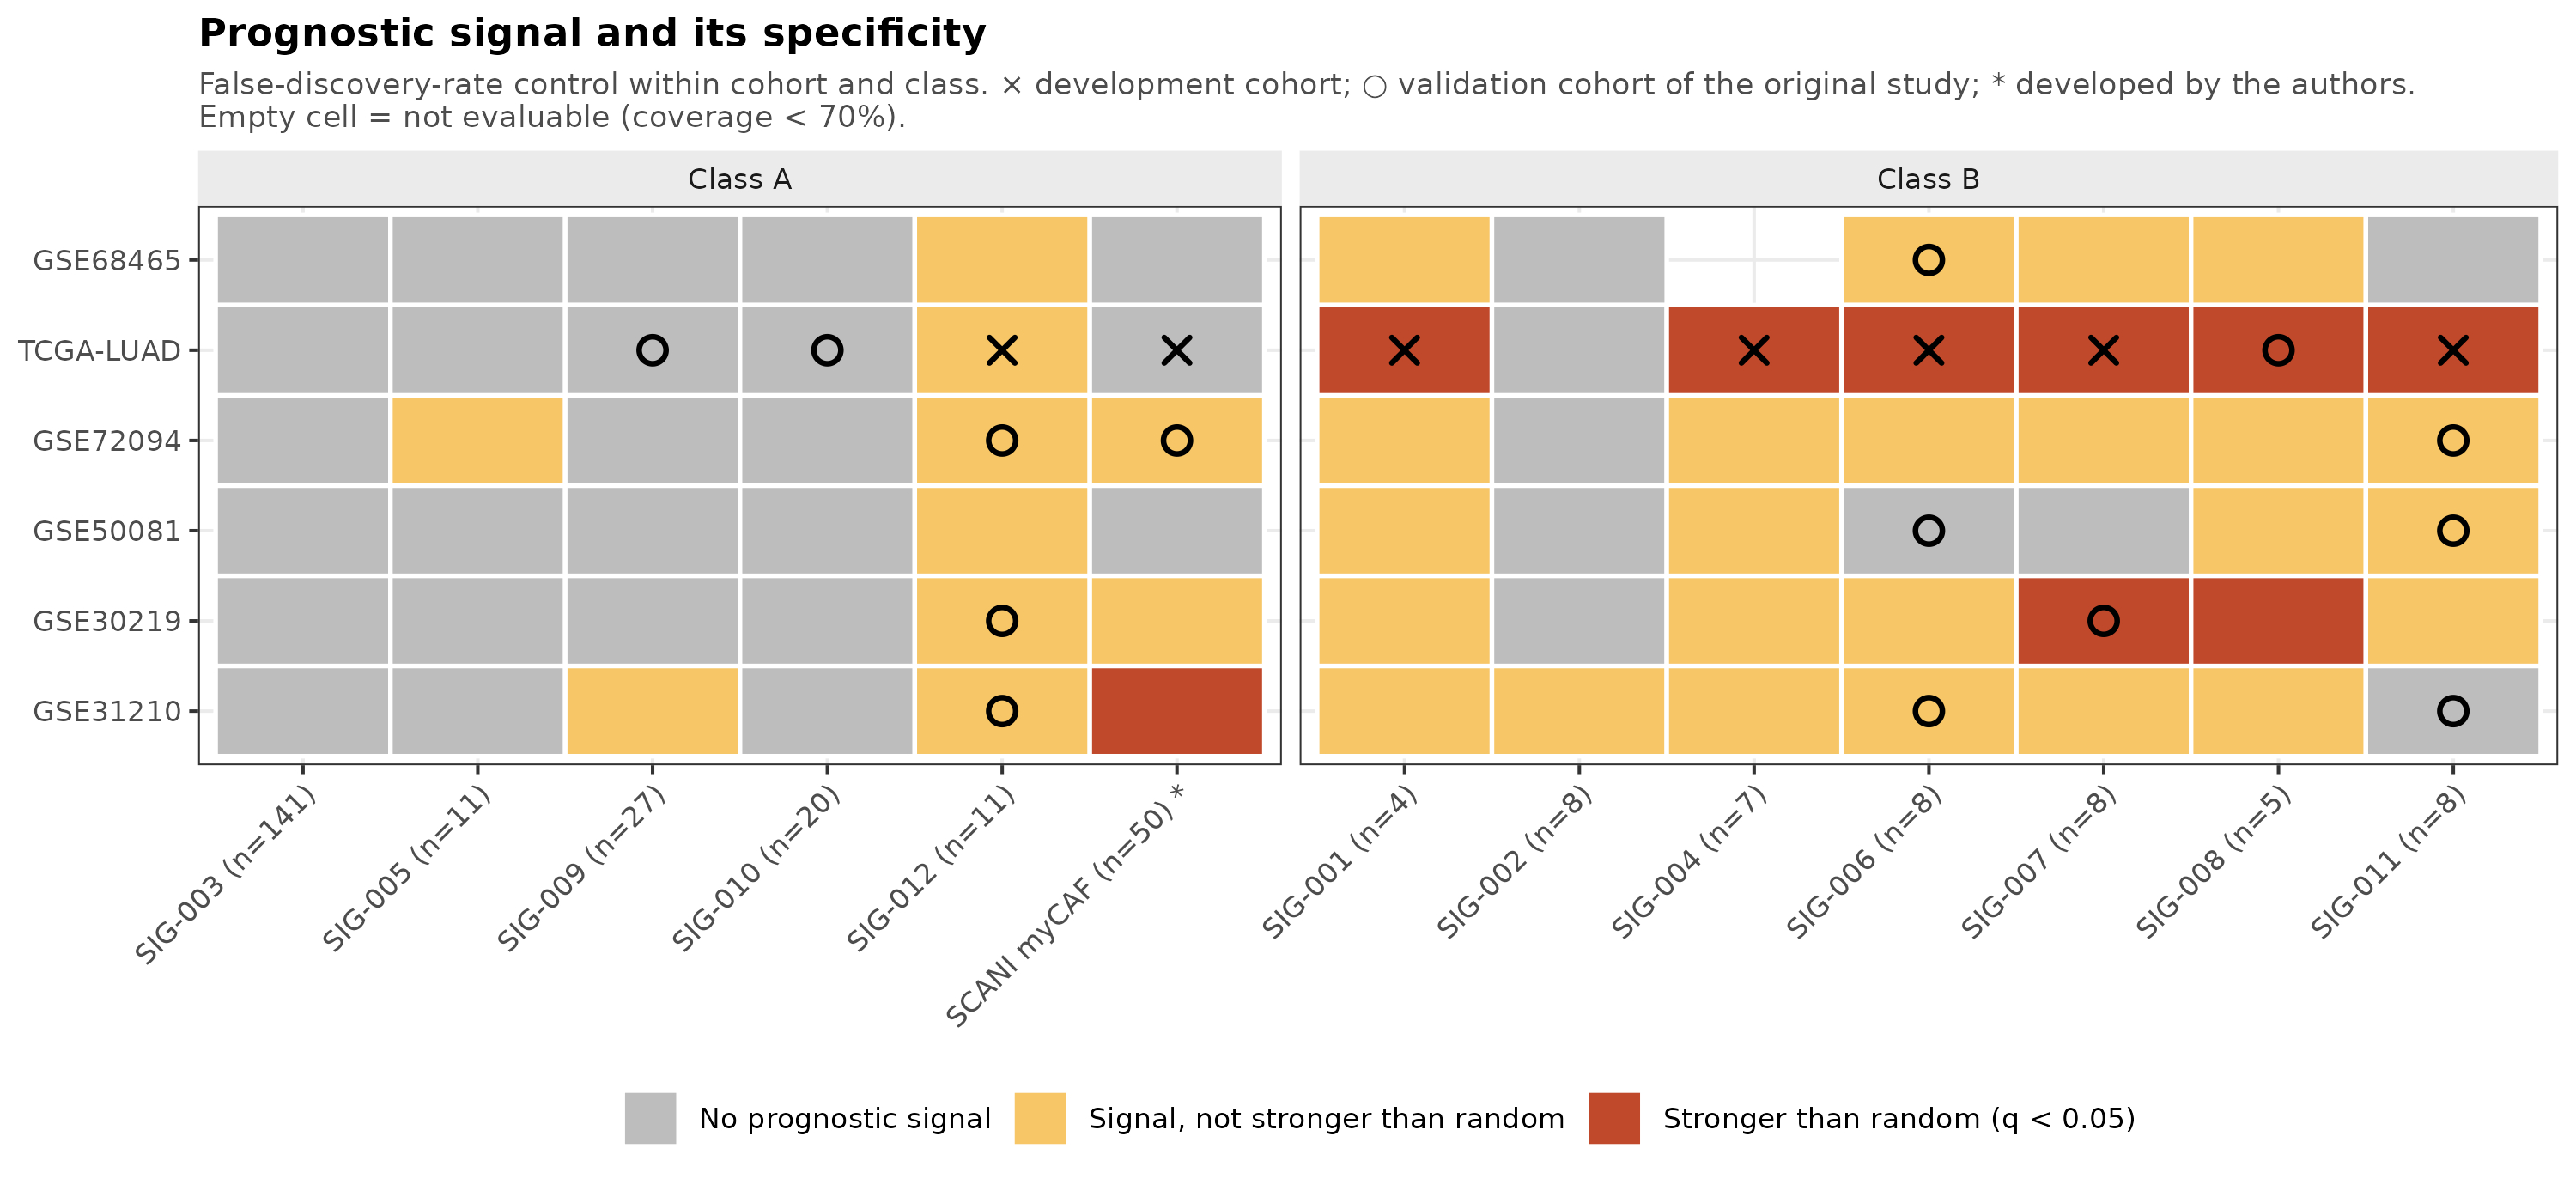 Prognostic signal and its specificity
False-discovery-rate control within cohort and class. × development cohort; ○ validation cohort of the original study; * developed by the authors.
Empty cell = not evaluable (coverage < 70%).
Class A
Class B
GSE68465
TCGA-LUAD
GSE72094
GSE50081
GSE30219
GSE31210
SIG-003 (n=141)
SIG-005 (n=11)
SIG-009 (n=27)
SIG-010 (n=20)
SIG-012 (n=11)
SCANI myCAF (n=50) *
SIG-001 (n=4)
SIG-002 (n=8)
SIG-004 (n=7)
SIG-006 (n=8)
SIG-007 (n=8)
SIG-008 (n=5)
SIG-011 (n=8)
No prognostic signal
Signal, not stronger than random
Stronger than random (q < 0.05)